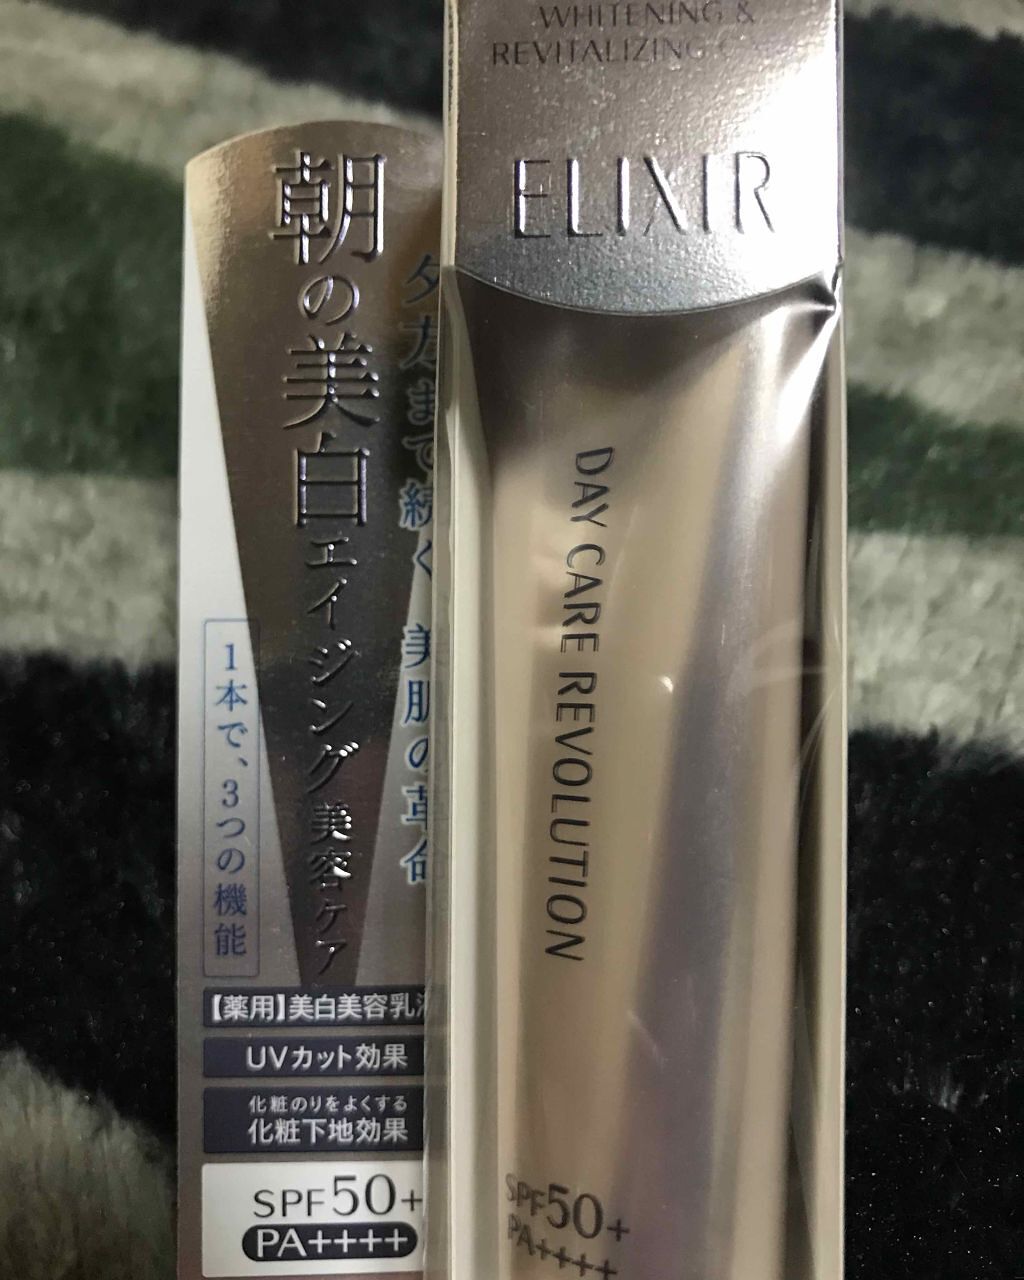 朝の美白エイジング美容ケア
夕方まで続く美肌の革命
1本で、3つの機能
【薬用】美白美容乳液
UVカット効果
化粧のりをよくする
化粧下地効果
SPF50+
PA++++
WHITENING &
REVITALIZING
ELIXIR
DAY CARE REVOLUTION
SPF50+
PA++++